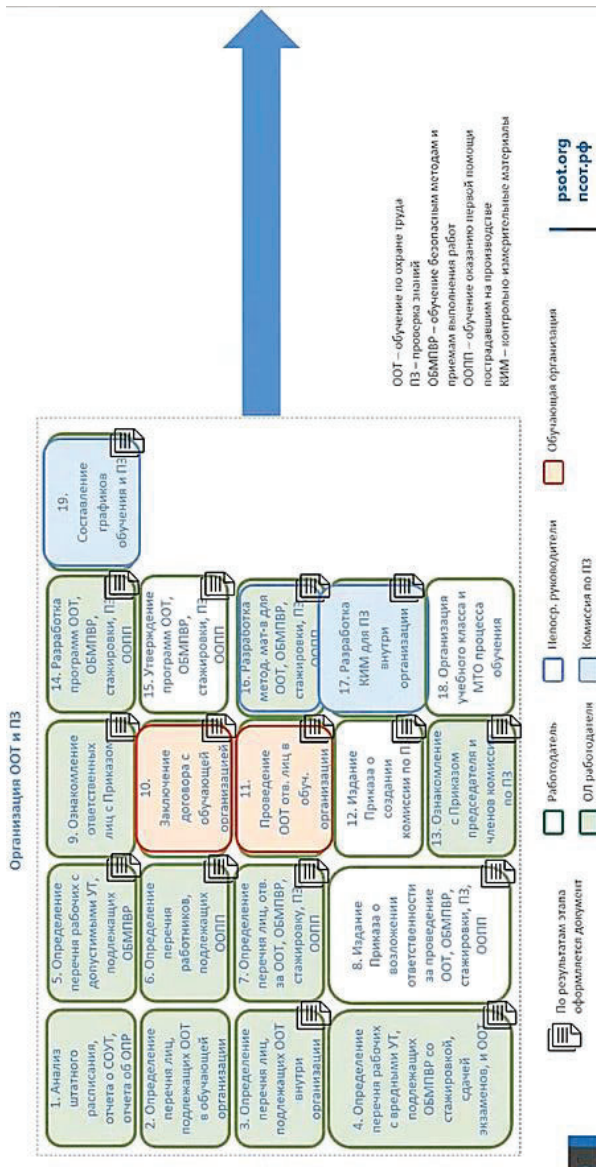 Организация ООТ и ПЗ
1. Анализ
штатного
расписания,
отчета о СОУТ,
отчета об ОПР
2. Определение
перечня лиц,
подлежащих ООТ
в обучающей
организации
3. Определение
перечня лиц,
подлежащих ООТ
внутри
организации
4. Определение
перечня рабочих
с вредными УТ,
подлежащих
ОБМПВР со
стажировкой,
сдачей
экзаменов, и ООТ
5. Определение
перечня рабочих с
допустимыми УТ,
подлежащих
ОБМПВР
6. Определение
перечня
работников,
подлежащих
ООПП
7. Определение
перечня лиц, отв.
за ООТ, ОБМПВР,
стажировку, ПЗ
ООПП
8. Издание
Приказа о
возложении
ответственности
за проведение
ООТ, ОБМПВР,
стажировки, ПЗ,
ООПП
9. Ознакомление
ответственных
лиц с Приказом
10.
Заключение
договора с
обучающей
организацией
11.
Проведение
ООТ отв. лиц в
обуч.
организации
12. Издание
Приказа о
создании
комиссии по П
13. Ознакомление
с Приказом
председателя и
членов комисси
по ПЗ
14. Разработка
программ ООТ,
ОБМПВР,
стажировки, ПЗ
ООПП
15. Утверждение
программ ООТ,
ОБМПВР,
стажировки, ПЗ
ООПП
16. Разработка
метод. мат-в для
ООТ, ОБМПВР,
стажировки, ПЗ
ООПП
17. Разработка
КИМ для ПЗ
внутри
организации
18. Организация
учебного класса и
МТО процесса
обучения
19.
Составление
графиков
обучения и ПЗ
ООТ – обучение по охране труда
ПЗ – проверка знаний
ОБМПВР – обучение безопасным методам и
приемам выполнения работ
ООПП – обучение оказанию первой помощи
пострадавшим на производстве
КИМ – контрольно-измерительные материалы
По результатам этапа
оформляется документ
Работодатель
ОЛ работодателя
Непоср. руководители
Комиссия по ПЗ
Обучающая организация
psot.org
псот.рф